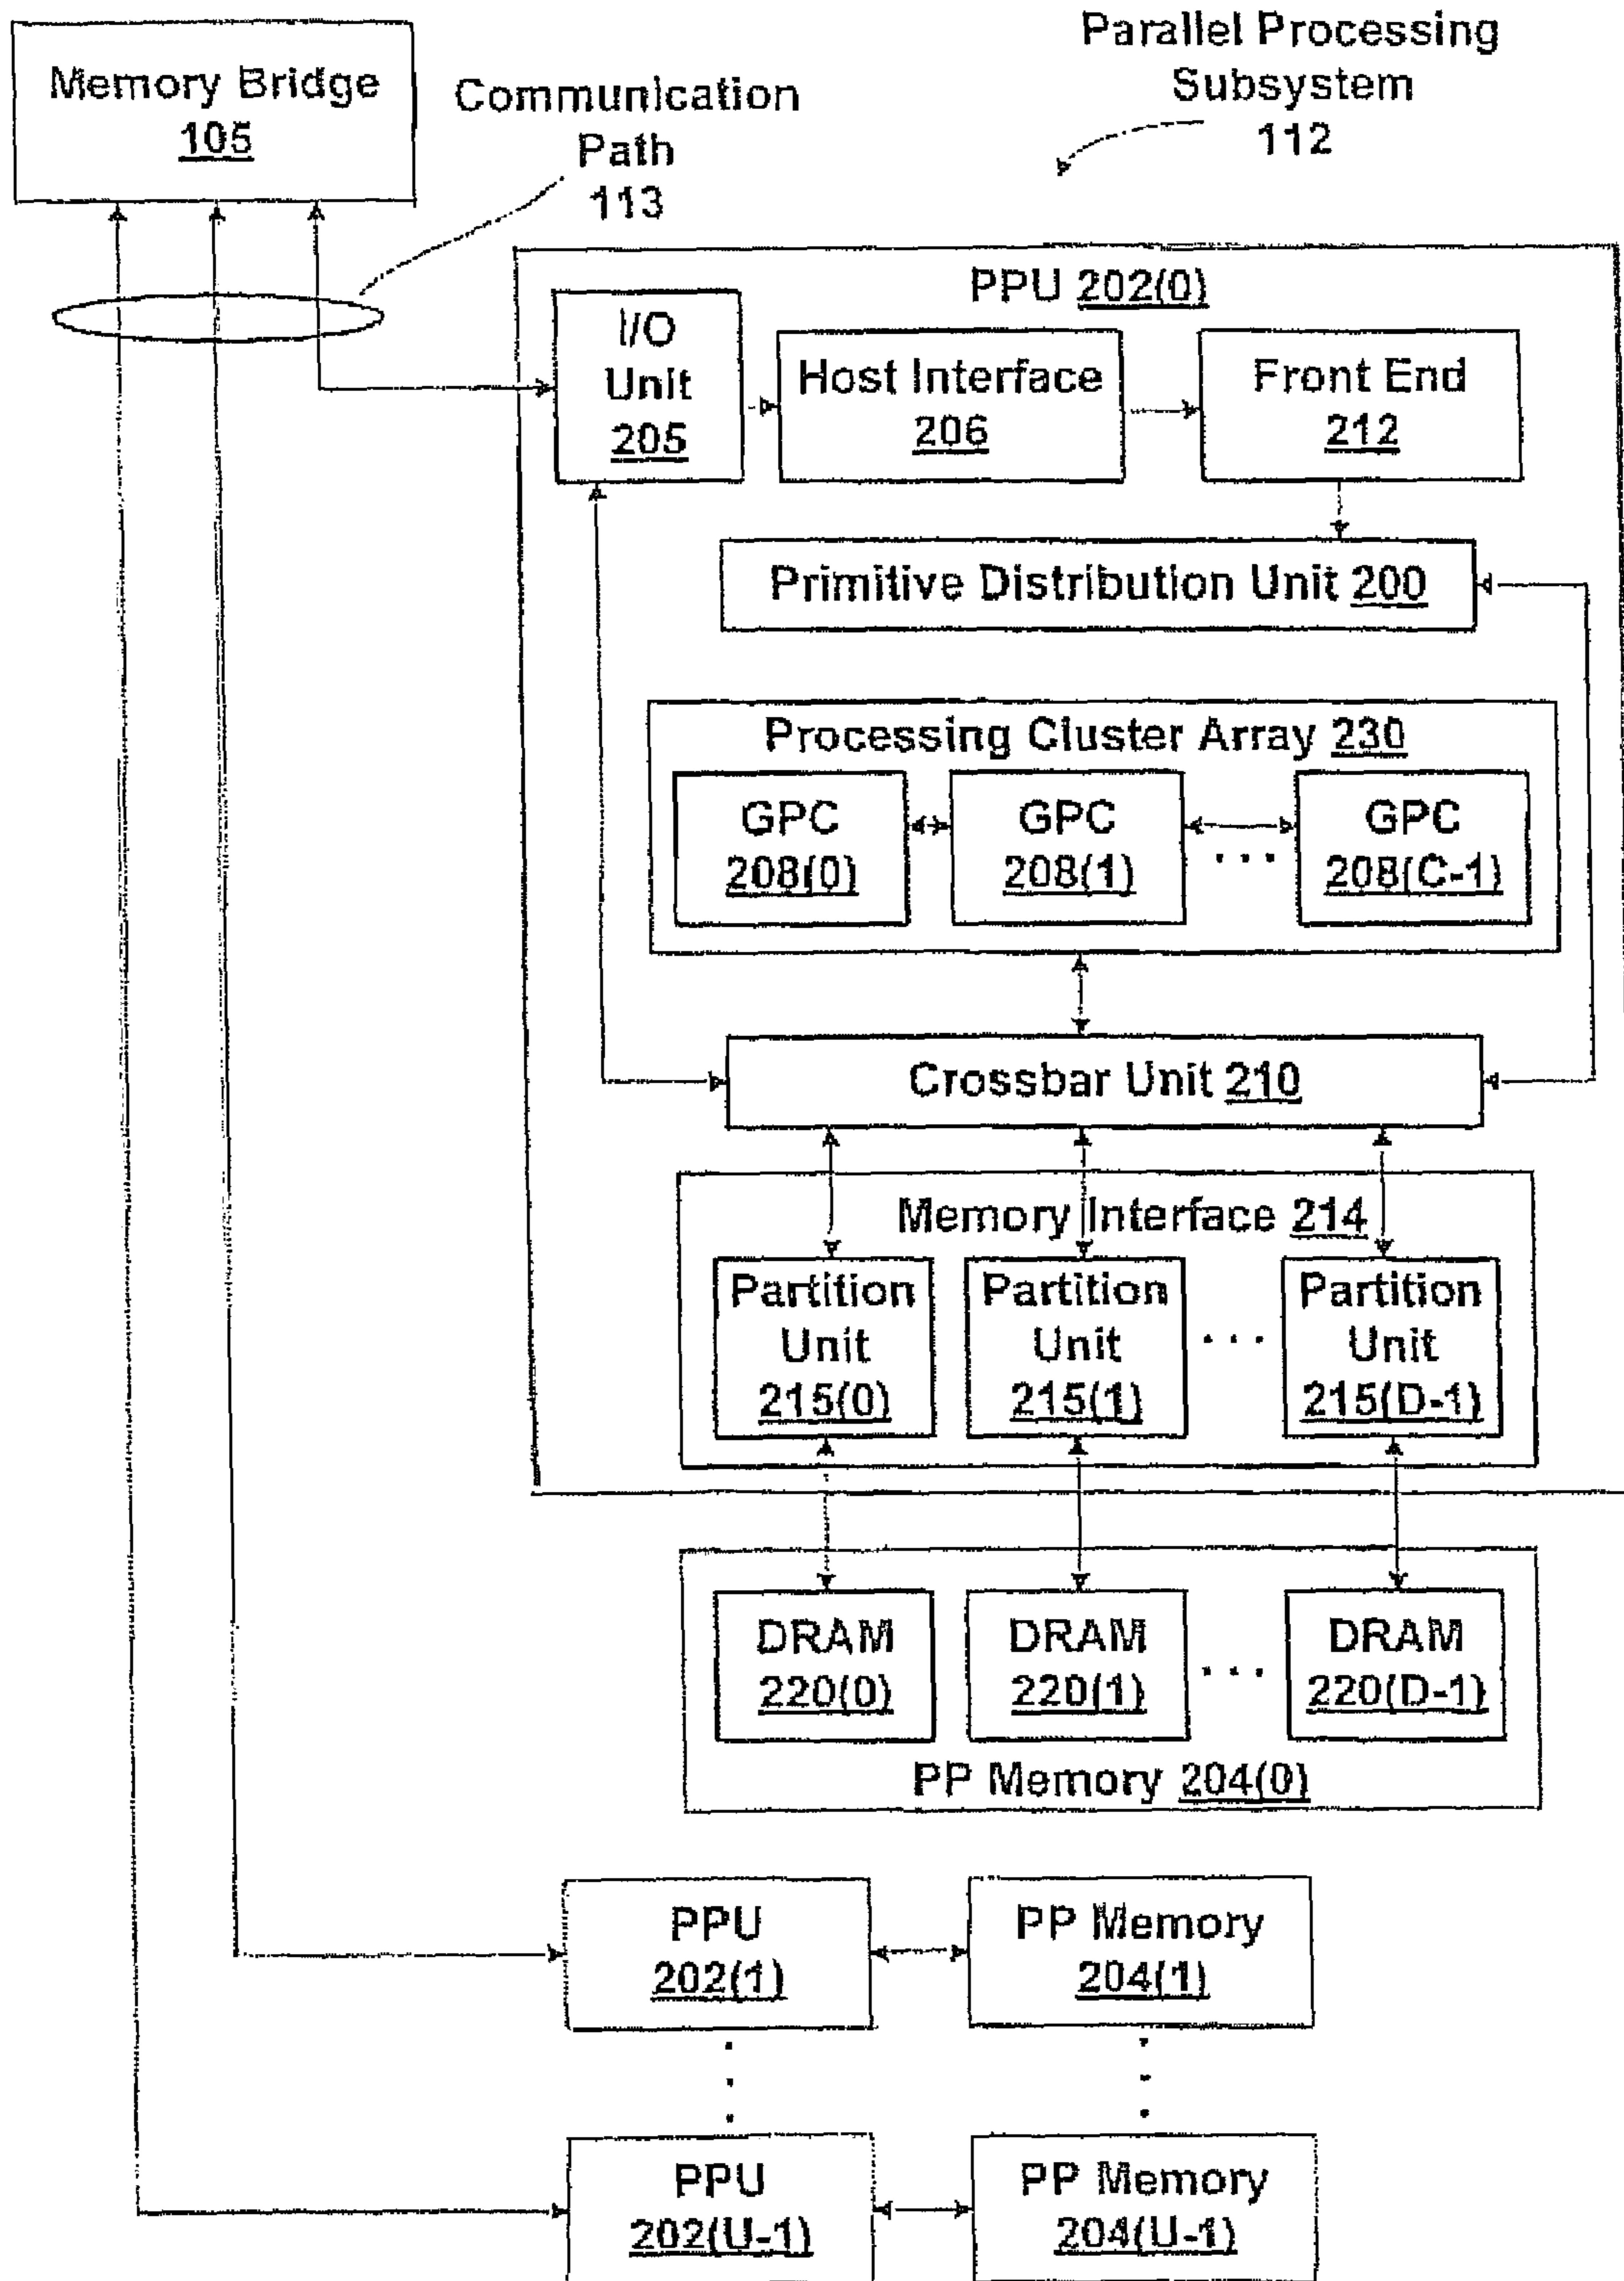 Memory Bridge
105
Communication
Path
113
Parallel Processing
Subsystem
112
PPU 202(0)
I/O
Unit
205
Host Interface
206
Front End
212
Primitive Distribution Unit 200
Processing Cluster Array 230
GPC
208(0)
GPC
208(1)
. . .
GPC
208(C-1)
Crossbar Unit 210
Memory Interface 214
Partition
Unit
215(0)
Partition
Unit
215(1)
. . .
Partition
Unit
215(D-1)
DRAM
220(0)
DRAM
220(1)
. . .
DRAM
220(D-1)
PP Memory 204(0)
PPU
202(1)
PP Memory
204(1)
PPU
202(U-1)
PP Memory
204(U-1)